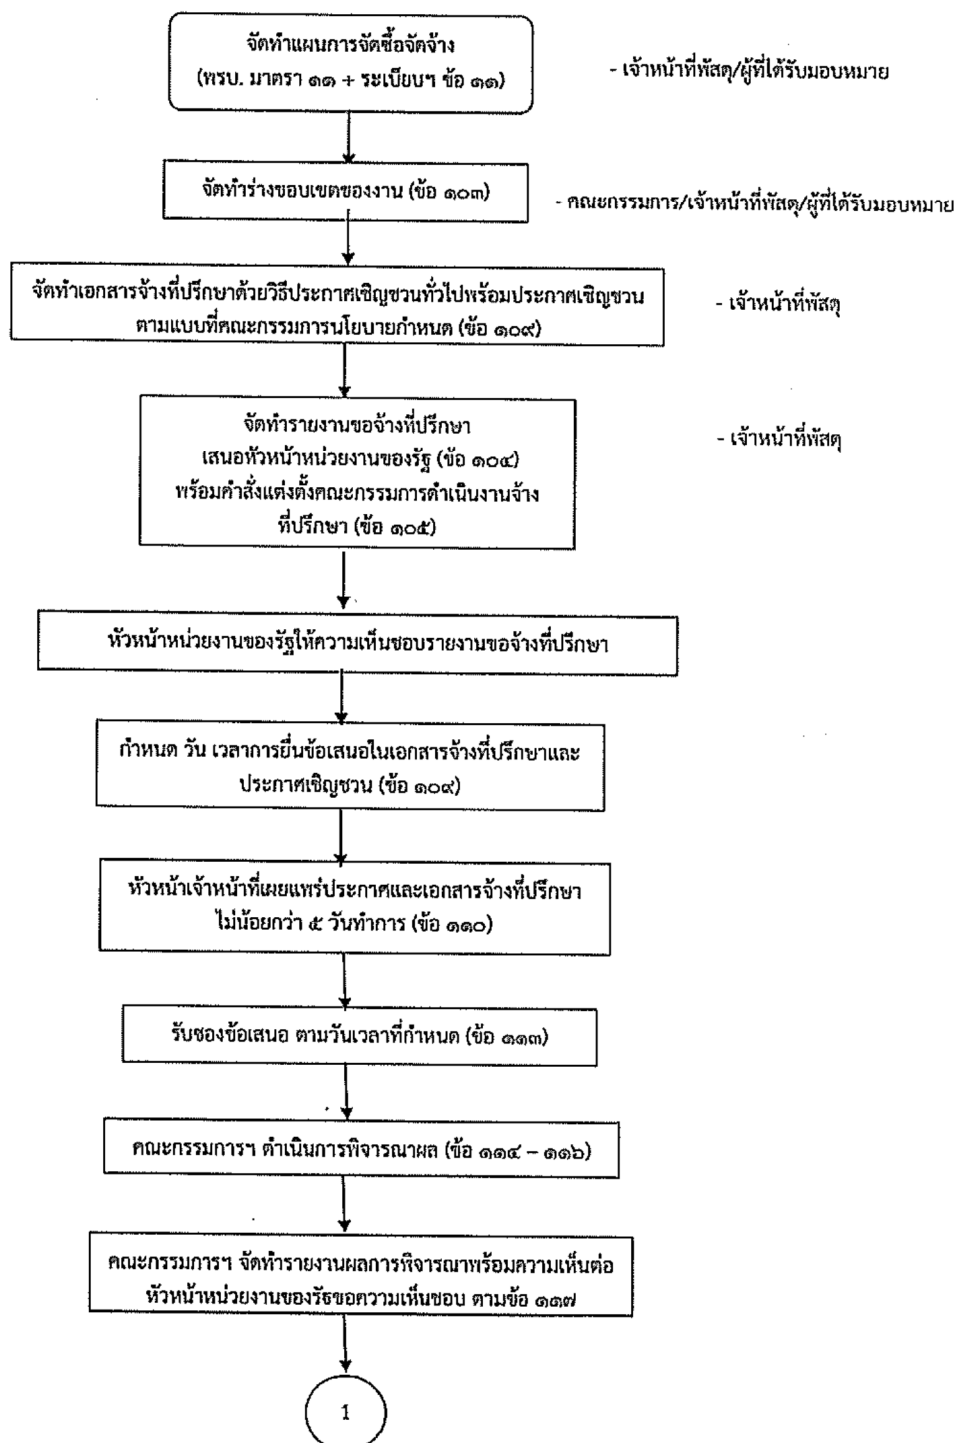 จัดทำแผนการจัดซื้อจัดจ้าง
(พรบ. มาตรา ๑๑ + ระเบียบฯ ข้อ ๑๑)
- เจ้าหน้าที่พัสดุ/ผู้ที่ได้รับมอบหมาย
จัดทำร่างขอบเขตของงาน (ข้อ ๑๐๓)
- คณะกรรมการ/เจ้าหน้าที่พัสดุ/ผู้ที่ได้รับมอบหมาย
จัดทำเอกสารจ้างที่ปรึกษาด้วยวิธีประกาศเชิญชวนทั่วไปพร้อมประกาศเชิญชวน
ตามแบบที่คณะกรรมการนโยบายกำหนด (ข้อ ๑๐๙)
- เจ้าหน้าที่พัสดุ
จัดทำรายงานขอจ้างที่ปรึกษา
เสนอหัวหน้าหน่วยงานของรัฐ (ข้อ ๑๐๔)
พร้อมคำสั่งแต่งตั้งคณะกรรมการดำเนินงานจ้าง
ที่ปรึกษา (ข้อ ๑๐๕)
- เจ้าหน้าที่พัสดุ
หัวหน้าหน่วยงานของรัฐให้ความเห็นชอบรายงานขอจ้างที่ปรึกษา
กำหนด วัน เวลาการยื่นข้อเสนอในเอกสารจ้างที่ปรึกษาและ
ประกาศเชิญชวน (ข้อ ๑๐๙)
หัวหน้าเจ้าหน้าที่เผยแพร่ประกาศและเอกสารจ้างที่ปรึกษา
ไม่น้อยกว่า ๕ วันทำการ (ข้อ ๑๑๐)
รับซองข้อเสนอ ตามวันเวลาที่กำหนด (ข้อ ๑๑๓)
คณะกรรมการฯ ดำเนินการพิจารณาผล (ข้อ ๑๑๔ – ๑๑๖)
คณะกรรมการฯ จัดทำรายงานผลการพิจารณาพร้อมความเห็นต่อ
หัวหน้าหน่วยงานของรัฐขอความเห็นชอบ ตามข้อ ๑๑๗
1